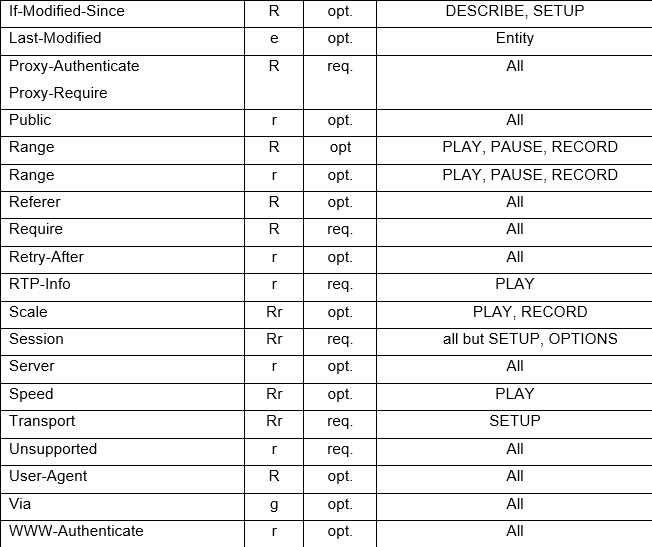 If-Modified-Since R opt. DESCRIBE, SETUP
Last-Modified e opt. Entity
Proxy-Authenticate R req. All
Proxy-Require
Public r opt. All
Range R opt PLAY, PAUSE, RECORD
Range r opt. PLAY, PAUSE, RECORD
Referer R opt. All
Require R req. All
Retry-After r opt. All
RTP-Info r req. PLAY
Scale Rr opt. PLAY, RECORD
Session Rr req. all but SETUP, OPTIONS
Server r opt. All
Speed Rr opt. PLAY
Transport Rr req. SETUP
Unsupported r req. All
User-Agent R opt. All
Via g opt. All
WWW-Authenticate r opt. All